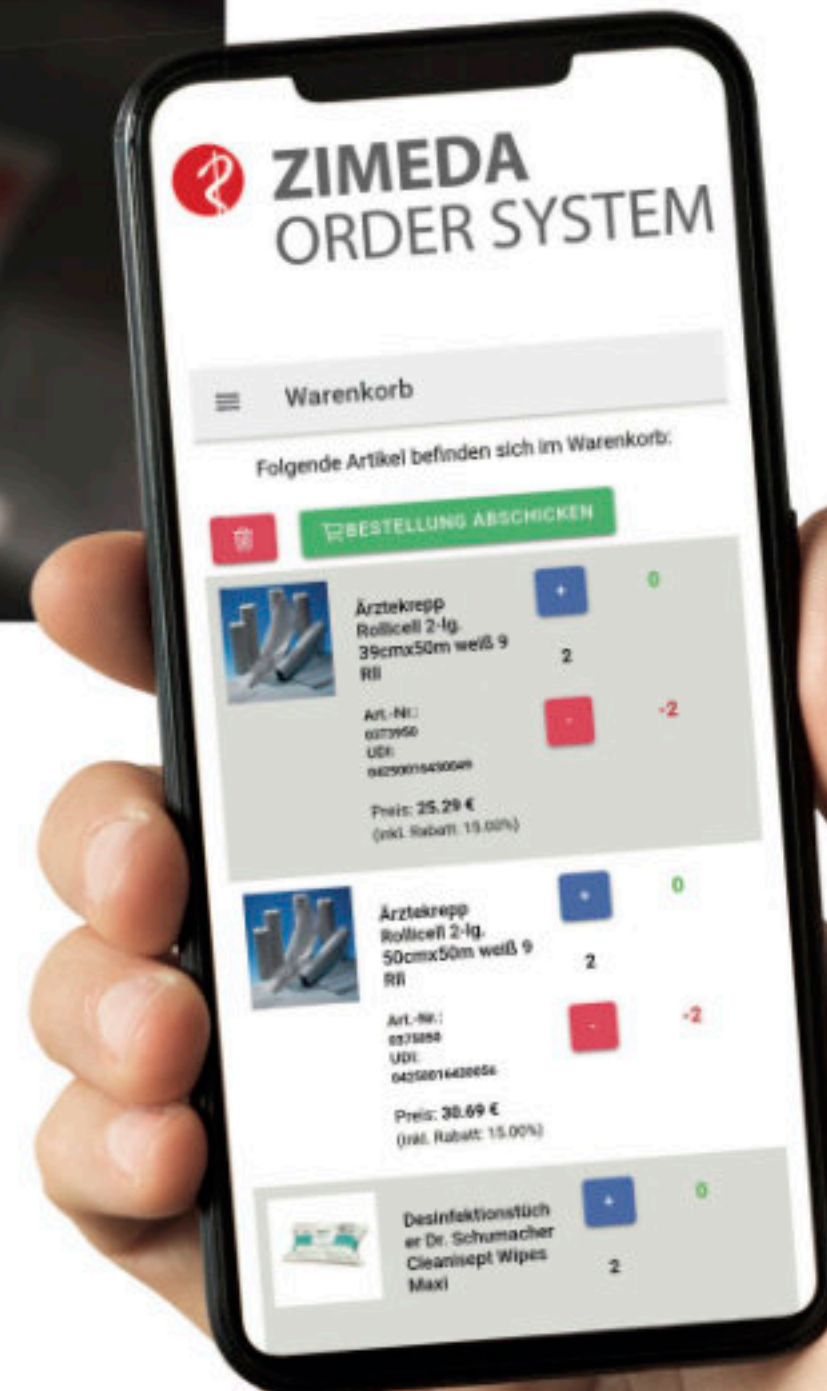 ZIMEDA
ORDER SYSTEM
Warenkorb
Folgende Artikel befinden sich im Warenkorb:
BESTELLUNG ABSCHICKEN
Ärztekrepp
Rollicell 2-lg.
39cmx50m weiß 9
Rll
+
0
2
-
-2
Art.-Nr.:
0373950
UDI:
Preis: 25.29 €
(inkl. Rabatt: 15.00%)
Ärztekrepp
Rollicell 2-lg.
50cmx50m weiß 9
Rll
+
0
2
-
-2
Art.-Nr.:
UDI:
Preis: 30.69 €
(inkl. Rabatt: 15.00%)
Desinfektionstüch
er Dr. Schumacher
Cleanisept Wipes
Maxi
+
0
2